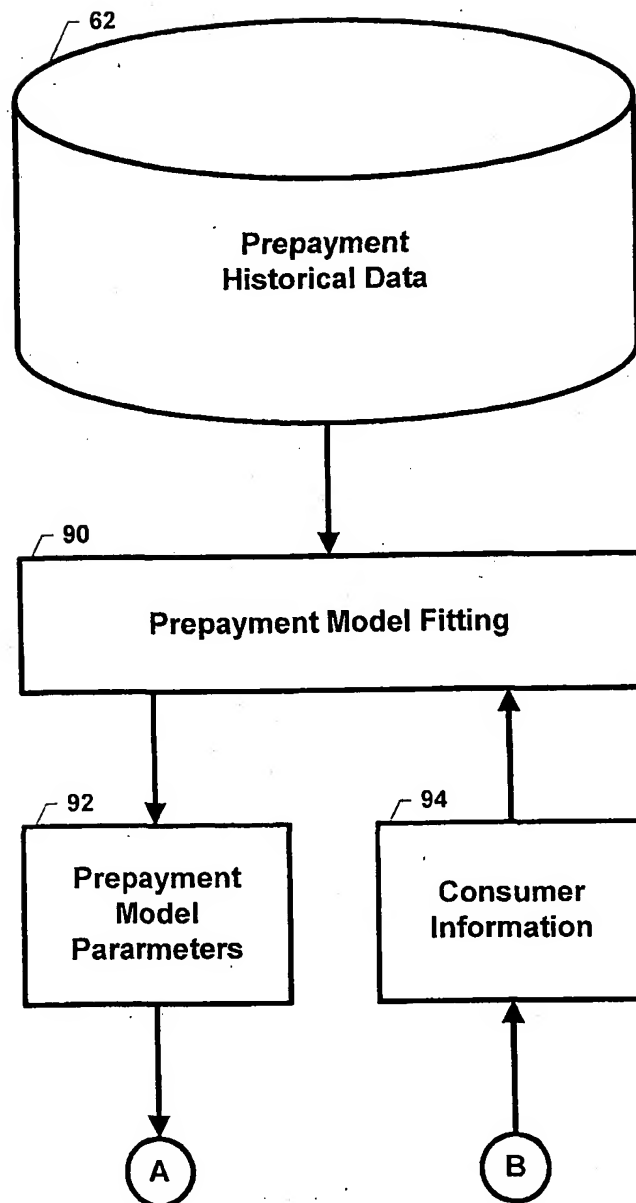 62
Prepayment
Historical Data
90
Prepayment Model Fitting
92
Prepayment
Model
Pararmeters
94
Consumer
Information
A
B